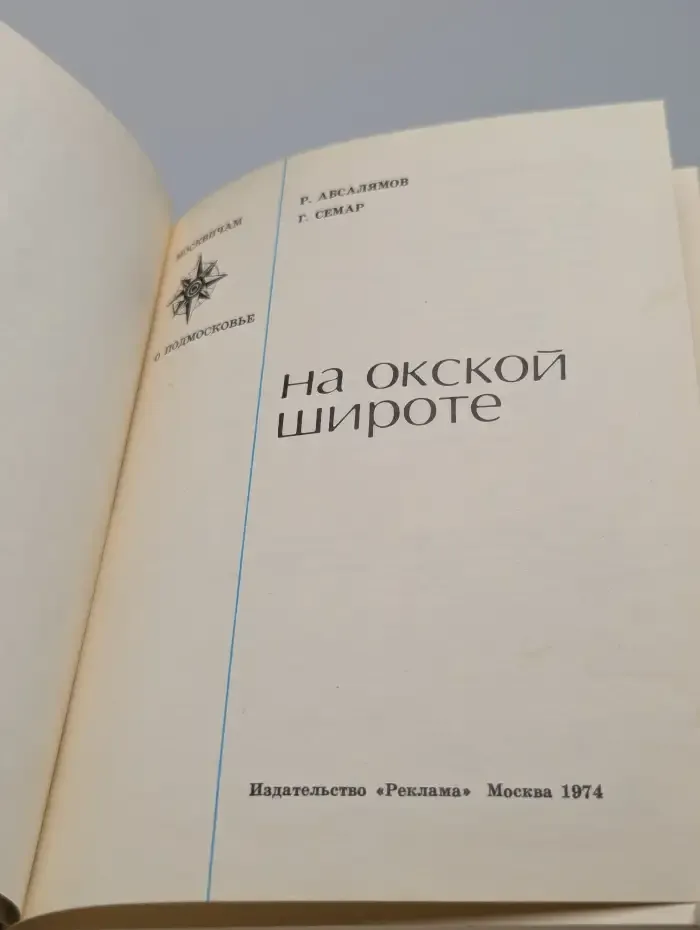 Р. АБСАЛЯМОВ
Г. СЕМАР
МОСКВИЧАМ
О ПОДМОСКОВЬЕ
на окской
широте
Издательство «Реклама» Москва 1974